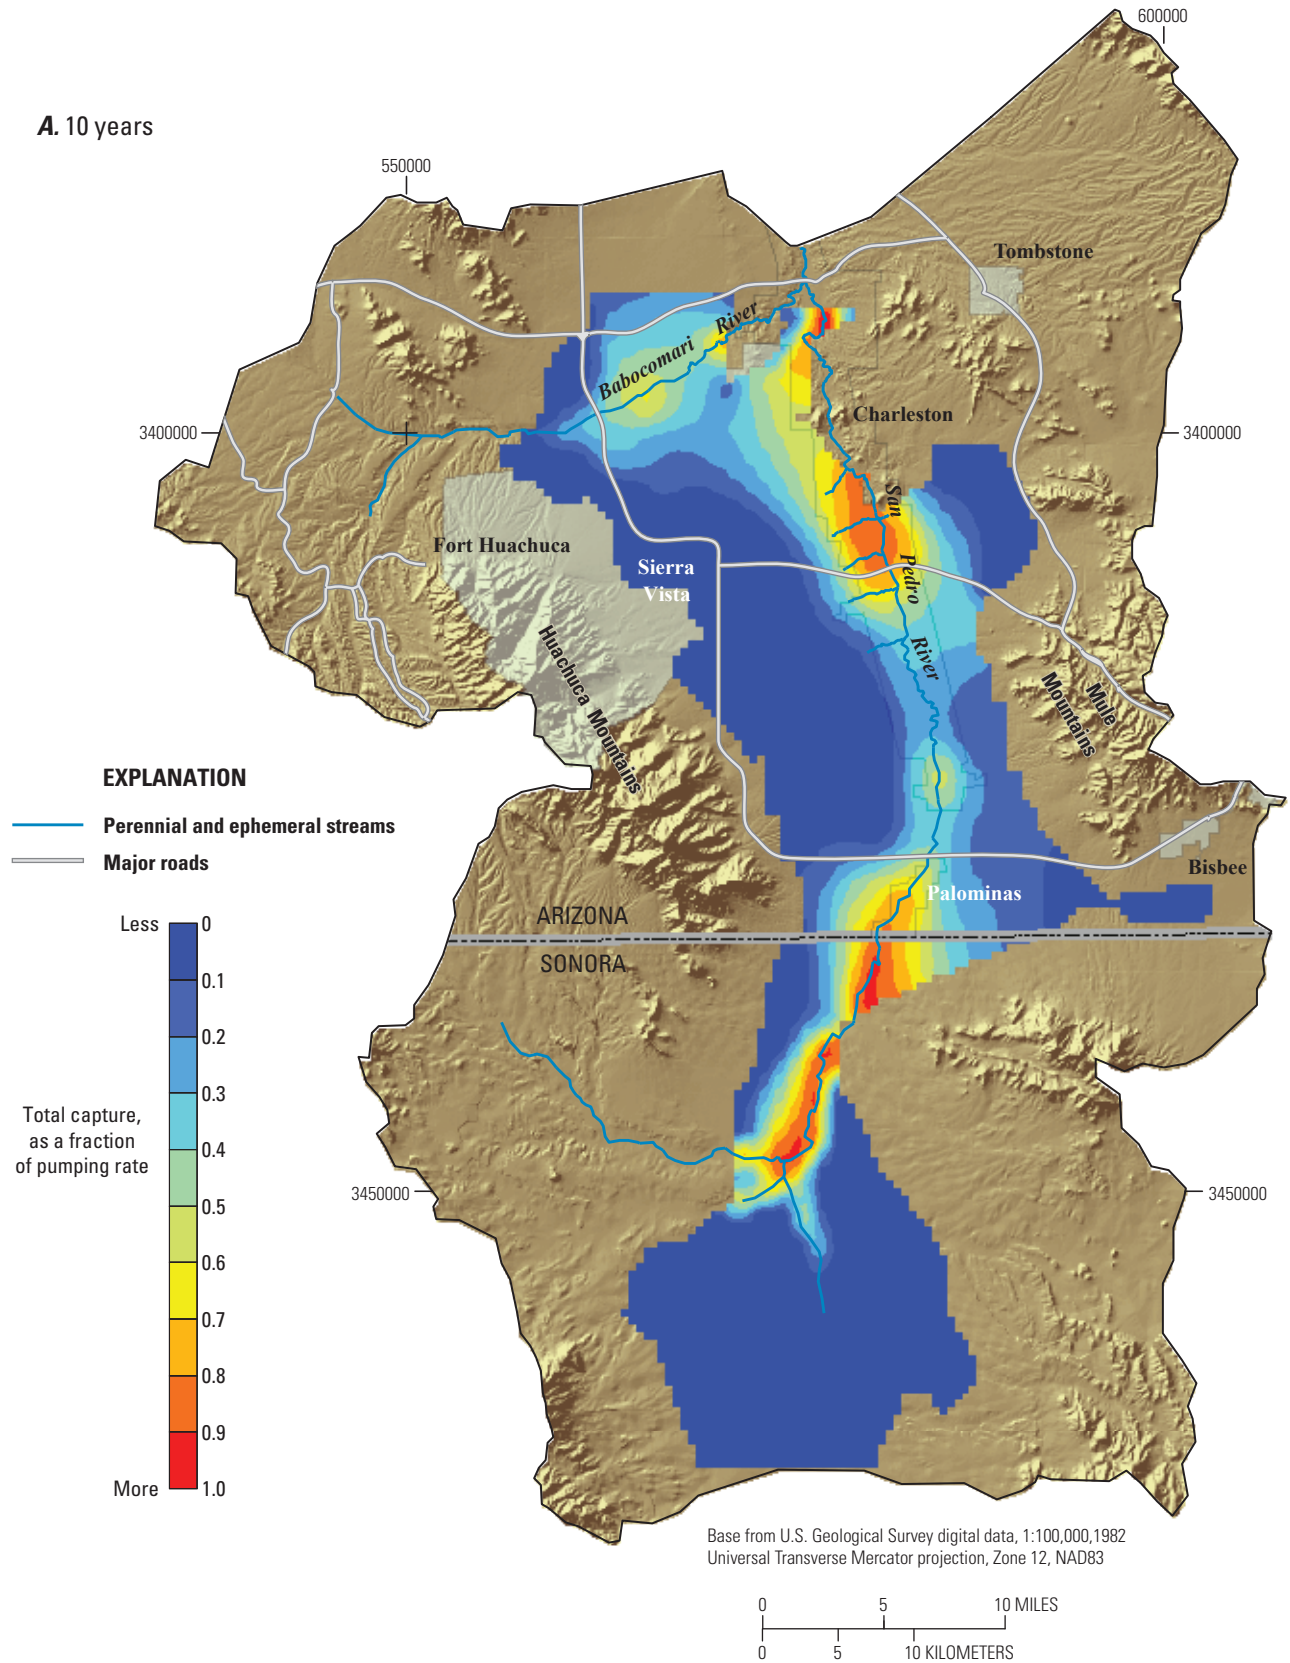 600000
A. 10 years
550000
Tombstone
Babocomari River
Charleston
3400000
3400000
San Pedro River
Fort Huachuca
Sierra
Vista
Huachuca Mountains
Mule
Mountains
EXPLANATION
Perennial and ephemeral streams
Major roads
Bisbee
Palominas
ARIZONA
SONORA
Less
0
0.1
0.2
0.3
Total capture,
as a fraction
of pumping rate
0.4
0.5
0.6
0.7
0.8
0.9
More
1.0
3450000
3450000
Base from U.S. Geological Survey digital data, 1:100,000,1982
Universal Transverse Mercator projection, Zone 12, NAD83
0 5 10 MILES
0 5 10 KILOMETERS